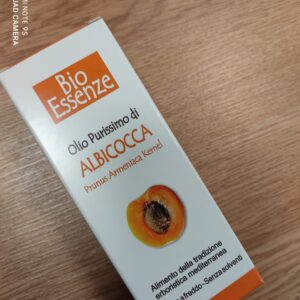 Bio
Essenze
Olio Purissimo di
ALBICOCCA
Prunus Armeniaca Kernel
Alimento della tradizione
erboristica mediterranea
freddo - Senza solventi
NOTE 9S
QUAD CAMERA